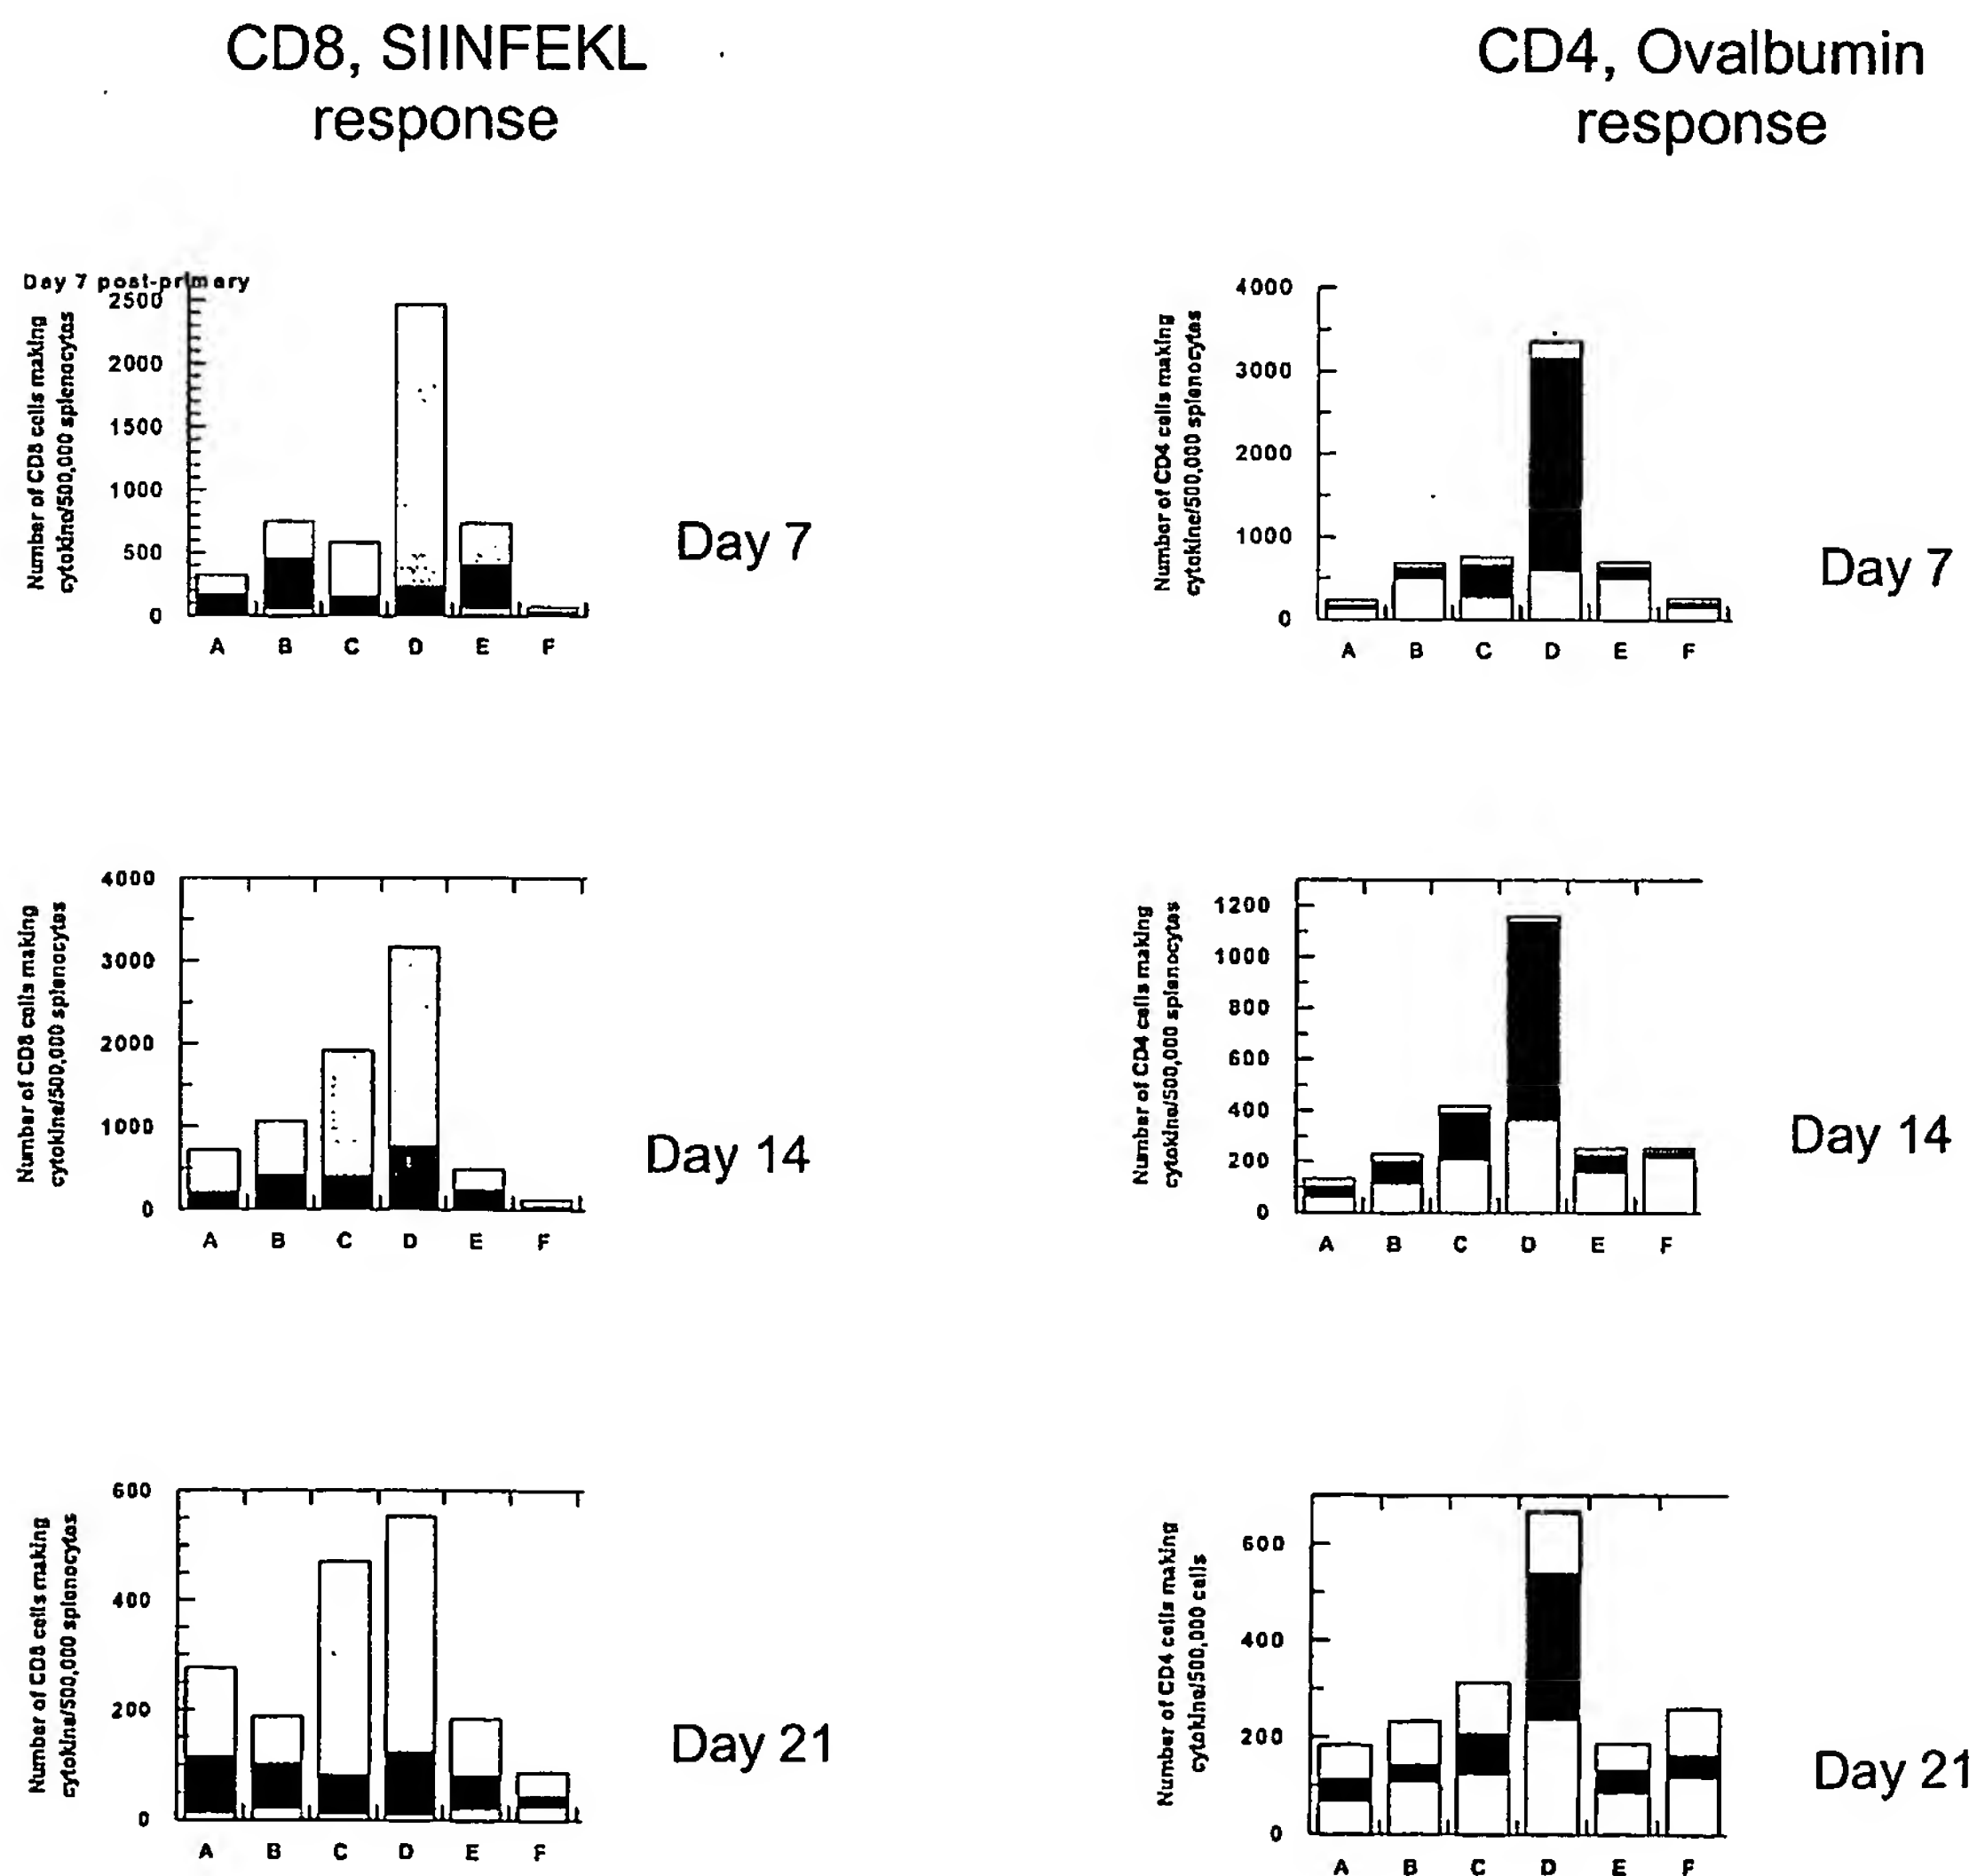 CD8, SIINFEKL
response
CD4, Ovalbumin
response
Day 7 post-primary
Number of CD8 cells making
cytokine/500,000 splenocytes
2500
2000
1500
1000
500
0
A B C D E F
Day 7
Number of CD4 cells making
cytokine/500,000 splenocytes
4000
3000
2000
1000
0
A B C D E F
Day 7
Number of CD8 cells making
cytokine/500,000 splenocytes
4000
3000
2000
1000
0
A B C D E F
Day 14
Number of CD4 cells making
cytokine/500,000 splenocytes
1200
1000
800
600
400
200
0
A B C D E F
Day 14
Number of CD8 cells making
cytokine/500,000 splenocytes
600
400
200
0
A B C D E F
Day 21
Number of CD4 cells making
cytokine/500,000 cells
600
400
200
0
A B C D E F
Day 21